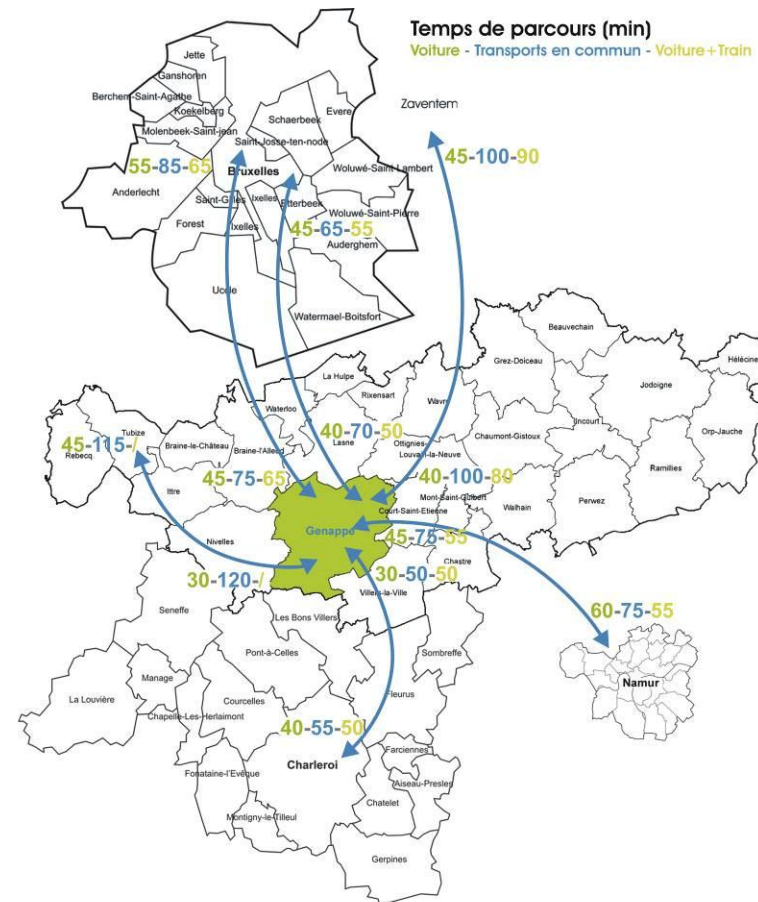 Temps de parcours (min)
Voiture - Transports en commun - Voiture+Train
Jette
Ganshoren
Berchem-Saint-Agathe
Koekelberg
Molenbeek-Saint-jean
Schaerbeek
Evere
Zaventem
Saint-Josse-ten-node
55-85-65
Bruxelles
Woluwé-Saint-Lambert
45-100-90
Anderlecht
Saint-Gilles
Ixelles
Etterbeek
Woluwé-Saint-Pierre
Forest
Ixelles
45-65-55
Auderghem
Uccle
Watermael-Boitsfort
Beauvechain
Grez-Doiceau
Hélécine
La Hulpe
Rixensart
Wavre
Jodoigne
Waterloo
Incourt
Tubize
40-70-50
Orp-Jauche
45-115-/
Rebecq
Braine-le-Château
Braine-l'Alleud
Lasne
Ottignies-
Louvain-la-Neuve
Chaumont-Gistoux
Ramillies
Ittre
45-75-65
40-100-80
Mont-Saint-Guibert
Walhain
Perwez
Court-Saint-Etienne
Nivelles
Genappe
45-75-55
Chastre
30-120-/
30-50-50
Villers-la-Ville
Seneffe
Les Bons Villers
60-75-55
Pont-à-Celles
Sombreffe
Manage
Namur
La Louvière
Courcelles
Fleurus
Chapelle-Les-Herlaimont
40-55-50
Farciennes
Charleroi
Fonataine-l'Evêque
Aiseau-Presles
Chatelet
Montigny-le-Tilleul
Gerpines